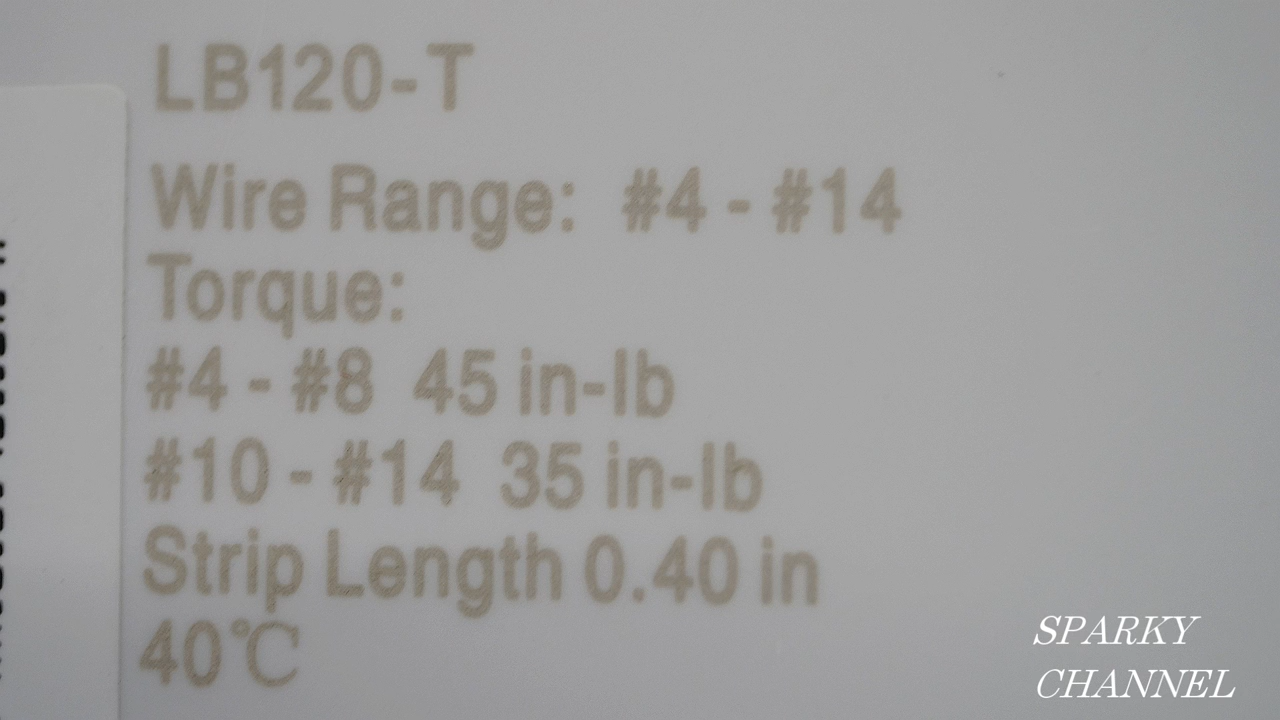 LB120-T
Wire Range: #4 - #14
Torque:
#4 - #8 45 in-lb
#10 - #14 35 in-lb
Strip Length 0.40 in
40℃
SPARKY
CHANNEL